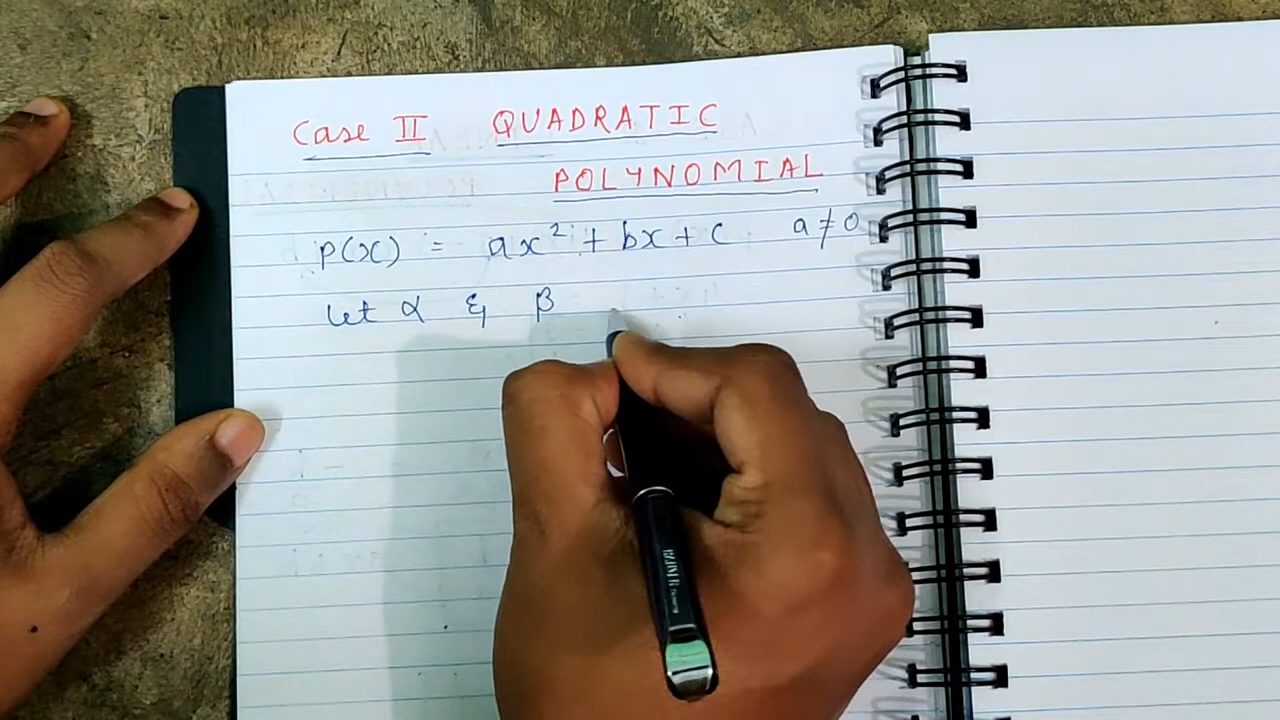 Case II QUADRATIC
POLYNOMIAL
P(x) = ax² + bx + c a ≠ 0
let α & β